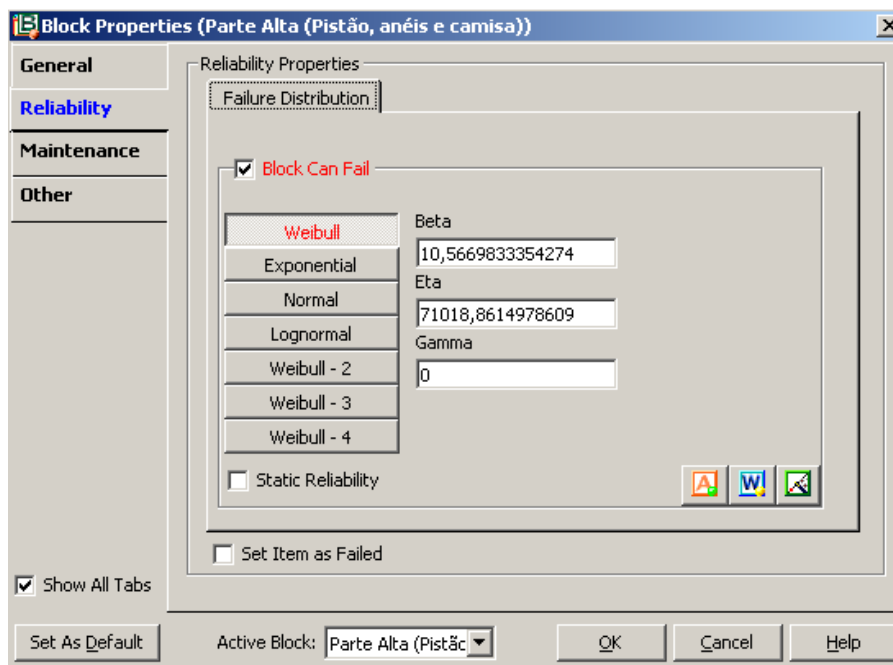 Block Properties (Parte Alta (Pistão, anéis e camisa))
General
Reliability
Maintenance
Other
Reliability Properties
Failure Distribution
Block Can Fail
Weibull
Exponential
Normal
Lognormal
Weibull - 2
Weibull - 3
Weibull - 4
Beta
10,5669833354274
Eta
71018,8614978609
Gamma
0
Static Reliability
A
W
Set Item as Failed
Show All Tabs
Set As Default
Active Block: Parte Alta (Pistãc
OK
Cancel
Help